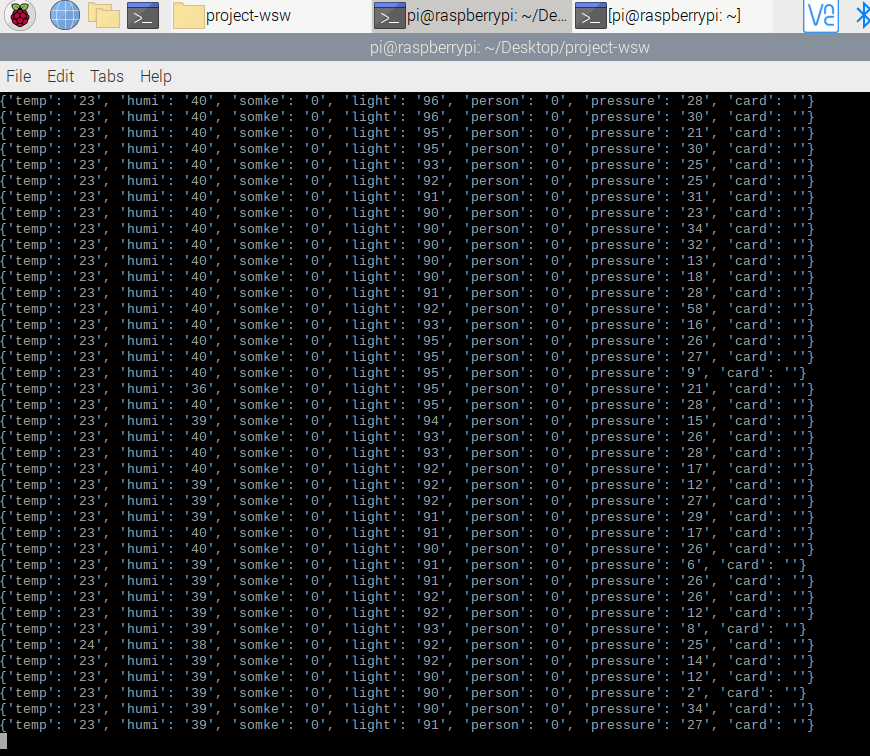 project-wsw
pi@raspberrypi: ~/De...
[pi@raspberrypi: ~]
pi@raspberrypi: ~/Desktop/project-wsw
File Edit Tabs Help
{'temp': '23', 'humi': '40', 'somke': '0', 'light': '96', 'person': '0', 'pressure': '28', 'card': ''}
{'temp': '23', 'humi': '40', 'somke': '0', 'light': '96', 'person': '0', 'pressure': '30', 'card': ''}
{'temp': '23', 'humi': '40', 'somke': '0', 'light': '95', 'person': '0', 'pressure': '21', 'card': ''}
{'temp': '23', 'humi': '40', 'somke': '0', 'light': '95', 'person': '0', 'pressure': '30', 'card': ''}
{'temp': '23', 'humi': '40', 'somke': '0', 'light': '93', 'person': '0', 'pressure': '25', 'card': ''}
{'temp': '23', 'humi': '40', 'somke': '0', 'light': '92', 'person': '0', 'pressure': '25', 'card': ''}
{'temp': '23', 'humi': '40', 'somke': '0', 'light': '91', 'person': '0', 'pressure': '31', 'card': ''}
{'temp': '23', 'humi': '40', 'somke': '0', 'light': '90', 'person': '0', 'pressure': '23', 'card': ''}
{'temp': '23', 'humi': '40', 'somke': '0', 'light': '90', 'person': '0', 'pressure': '34', 'card': ''}
{'temp': '23', 'humi': '40', 'somke': '0', 'light': '90', 'person': '0', 'pressure': '32', 'card': ''}
{'temp': '23', 'humi': '40', 'somke': '0', 'light': '90', 'person': '0', 'pressure': '13', 'card': ''}
{'temp': '23', 'humi': '40', 'somke': '0', 'light': '90', 'person': '0', 'pressure': '18', 'card': ''}
{'temp': '23', 'humi': '40', 'somke': '0', 'light': '91', 'person': '0', 'pressure': '28', 'card': ''}
{'temp': '23', 'humi': '40', 'somke': '0', 'light': '92', 'person': '0', 'pressure': '58', 'card': ''}
{'temp': '23', 'humi': '40', 'somke': '0', 'light': '93', 'person': '0', 'pressure': '16', 'card': ''}
{'temp': '23', 'humi': '40', 'somke': '0', 'light': '95', 'person': '0', 'pressure': '26', 'card': ''}
{'temp': '23', 'humi': '40', 'somke': '0', 'light': '95', 'person': '0', 'pressure': '27', 'card': ''}
{'temp': '23', 'humi': '40', 'somke': '0', 'light': '95', 'person': '0', 'pressure': '9', 'card': ''}
{'temp': '23', 'humi': '36', 'somke': '0', 'light': '95', 'person': '0', 'pressure': '21', 'card': ''}
{'temp': '23', 'humi': '40', 'somke': '0', 'light': '95', 'person': '0', 'pressure': '28', 'card': ''}
{'temp': '23', 'humi': '39', 'somke': '0', 'light': '94', 'person': '0', 'pressure': '15', 'card': ''}
{'temp': '23', 'humi': '40', 'somke': '0', 'light': '93', 'person': '0', 'pressure': '26', 'card': ''}
{'temp': '23', 'humi': '40', 'somke': '0', 'light': '93', 'person': '0', 'pressure': '28', 'card': ''}
{'temp': '23', 'humi': '40', 'somke': '0', 'light': '92', 'person': '0', 'pressure': '17', 'card': ''}
{'temp': '23', 'humi': '39', 'somke': '0', 'light': '92', 'person': '0', 'pressure': '12', 'card': ''}
{'temp': '23', 'humi': '39', 'somke': '0', 'light': '92', 'person': '0', 'pressure': '27', 'card': ''}
{'temp': '23', 'humi': '39', 'somke': '0', 'light': '91', 'person': '0', 'pressure': '29', 'card': ''}
{'temp': '23', 'humi': '40', 'somke': '0', 'light': '91', 'person': '0', 'pressure': '17', 'card': ''}
{'temp': '23', 'humi': '40', 'somke': '0', 'light': '90', 'person': '0', 'pressure': '26', 'card': ''}
{'temp': '23', 'humi': '39', 'somke': '0', 'light': '91', 'person': '0', 'pressure': '6', 'card': ''}
{'temp': '23', 'humi': '39', 'somke': '0', 'light': '91', 'person': '0', 'pressure': '26', 'card': ''}
{'temp': '23', 'humi': '39', 'somke': '0', 'light': '92', 'person': '0', 'pressure': '26', 'card': ''}
{'temp': '23', 'humi': '39', 'somke': '0', 'light': '92', 'person': '0', 'pressure': '12', 'card': ''}
{'temp': '23', 'humi': '39', 'somke': '0', 'light': '93', 'person': '0', 'pressure': '8', 'card': ''}
{'temp': '24', 'humi': '38', 'somke': '0', 'light': '92', 'person': '0', 'pressure': '25', 'card': ''}
{'temp': '23', 'humi': '39', 'somke': '0', 'light': '92', 'person': '0', 'pressure': '14', 'card': ''}
{'temp': '23', 'humi': '39', 'somke': '0', 'light': '90', 'person': '0', 'pressure': '12', 'card': ''}
{'temp': '23', 'humi': '39', 'somke': '0', 'light': '90', 'person': '0', 'pressure': '2', 'card': ''}
{'temp': '23', 'humi': '39', 'somke': '0', 'light': '90', 'person': '0', 'pressure': '34', 'card': ''}
{'temp': '23', 'humi': '39', 'somke': '0', 'light': '91', 'person': '0', 'pressure': '27', 'card': ''}